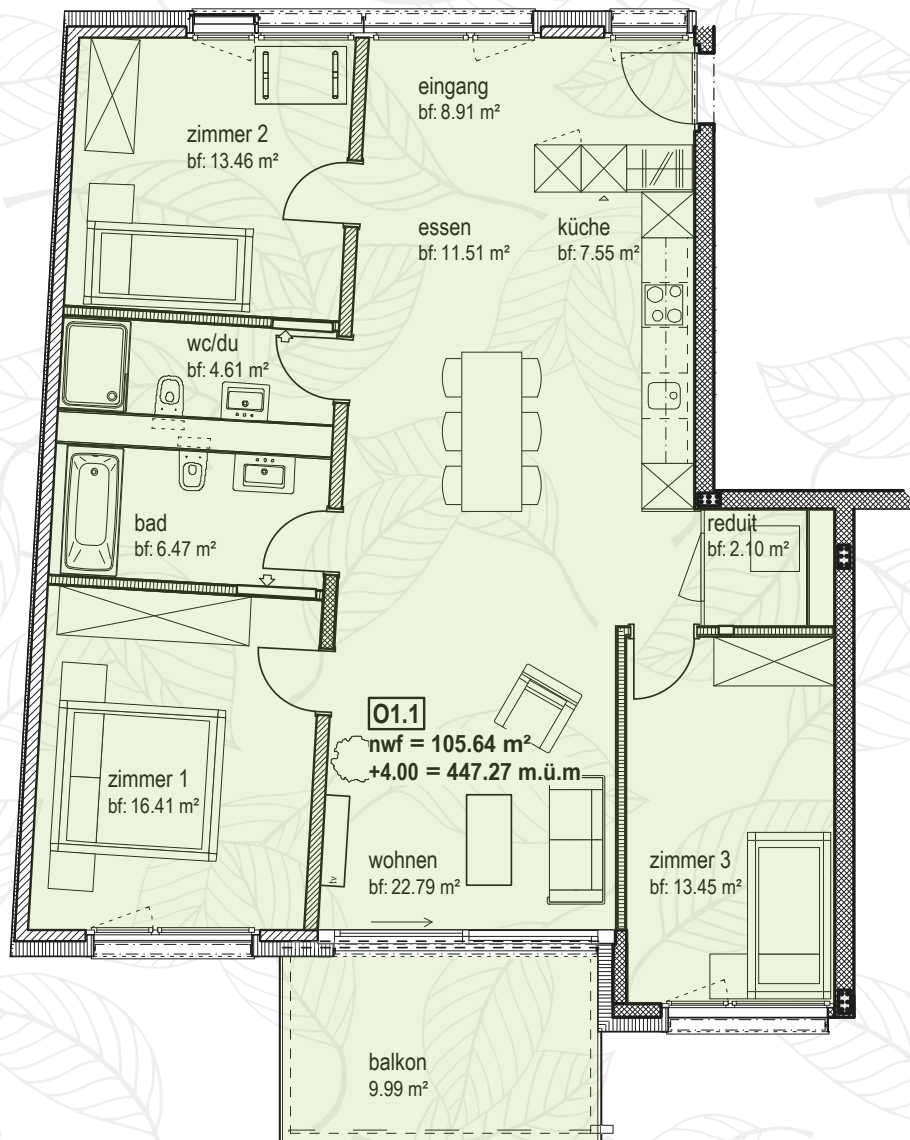 eingang
bf: 8.91 m²
zimmer 2
bf: 13.46 m²
essen
bf: 11.51 m²
küche
bf: 7.55 m²
wc/du
bf: 4.61 m²
bad
bf: 6.47 m²
reduit
bf: 2.10 m²
O1.1
nwf = 105.64 m²
+4.00 = 447.27 m.ü.m
zimmer 1
bf: 16.41 m²
tv
wohnen
bf: 22.79 m²
zimmer 3
bf: 13.45 m²
balkon
9.99 m²